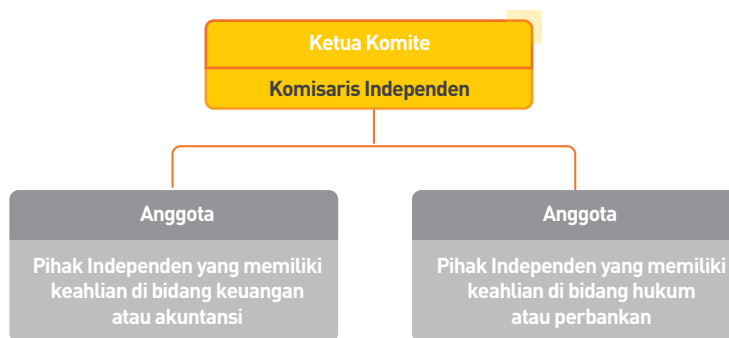 Ketua Komite
Komisaris Independen
Anggota
Pihak Independen yang memiliki
keahlian di bidang keuangan
atau akuntansi
Anggota
Pihak Independen yang memiliki
keahlian di bidang hukum
atau perbankan